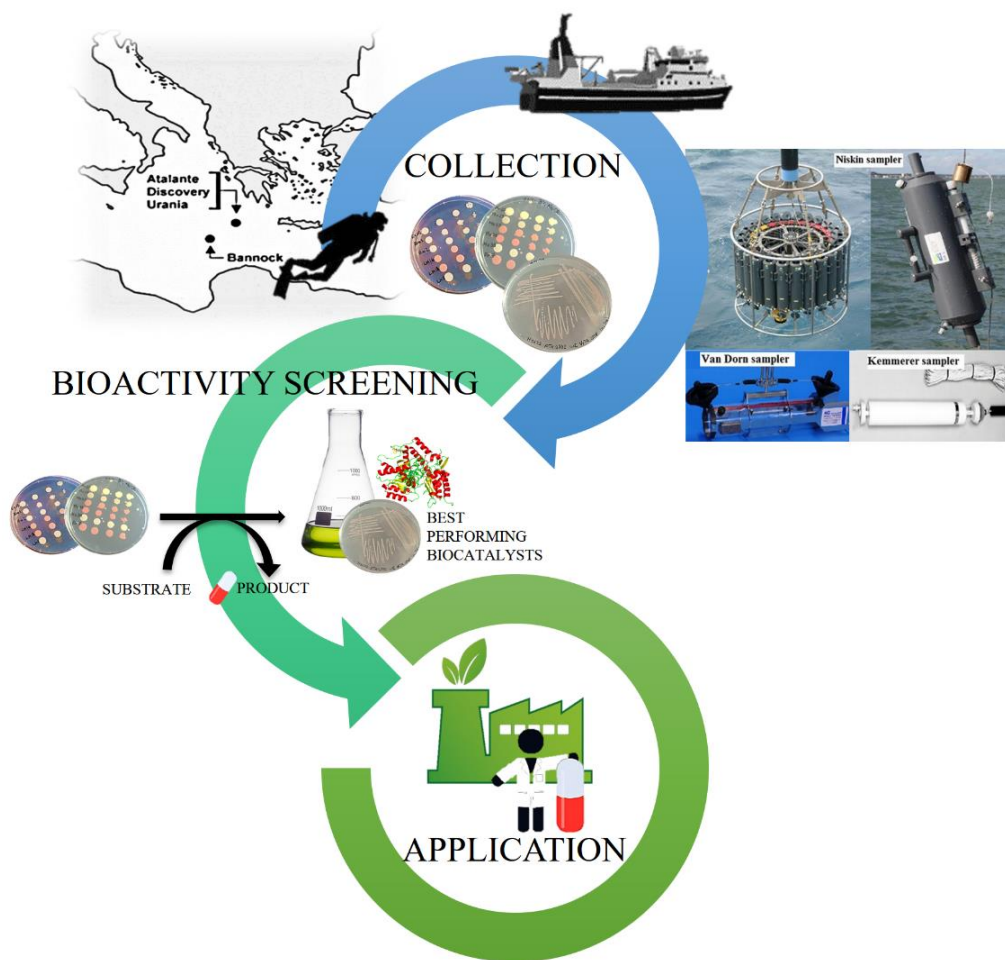 COLLECTION
Atalante
Discovery
Urania
Bannock
Niskin sampler
Van Dorn sampler
Kemmerer sampler
BIOACTIVITY SCREENING
1000ml
BEST
PERFORMING
BIOCATALYSTS
SUBSTRATE
PRODUCT
APPLICATION